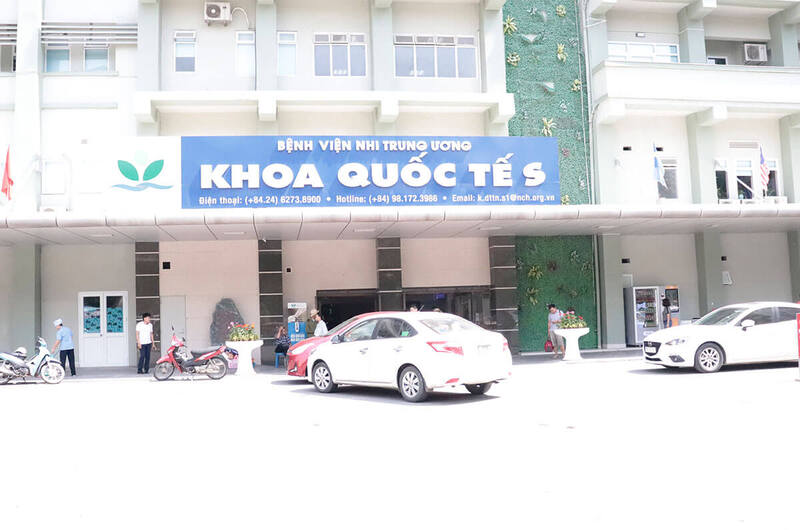 BỆNH VIỆN NHI TRUNG ƯƠNG
KHOA QUỐC TẾ S
Điện thoại: (+84.24) 6273.8900 • Hotline: (+84) 98.172.3986 • Email: k.dttn.s1@nch.org.vn